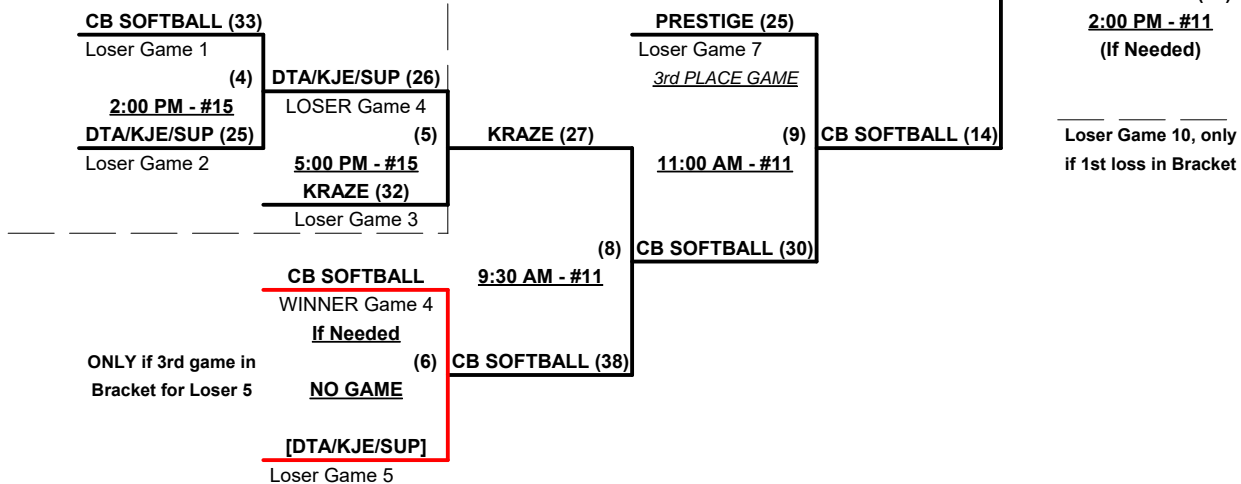 CB SOFTBALL (33)
Loser Game 1
(4)
2:00 PM - #15
DTA/KJE/SUP (25)
Loser Game 2
DTA/KJE/SUP (26)
LOSER Game 4
(5)
5:00 PM - #15
KRAZE (32)
Loser Game 3
CB SOFTBALL
WINNER Game 4
If Needed
(6)
NO GAME
[DTA/KJE/SUP]
Loser Game 5
ONLY if 3rd game in
Bracket for Loser 5
KRAZE (27)
(8)
9:30 AM - #11
CB SOFTBALL (38)
PRESTIGE (25)
Loser Game 7
3rd PLACE GAME
(9)
11:00 AM - #11
CB SOFTBALL (30)
CB SOFTBALL (14)
2:00 PM - #11
(If Needed)
Loser Game 10, only
if 1st loss in Bracket